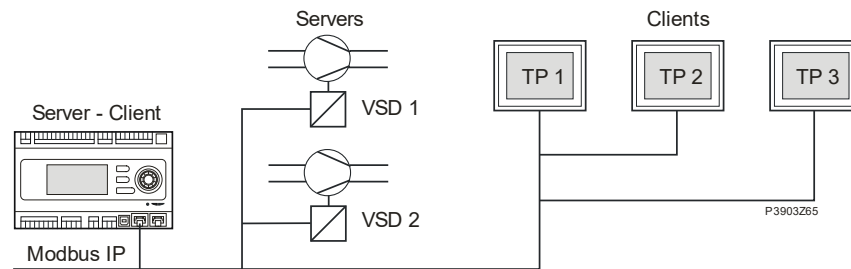 Servers
Clients
TP 1
TP 2
TP 3
Server - Client
VSD 1
VSD 2
P3903Z65
Modbus IP